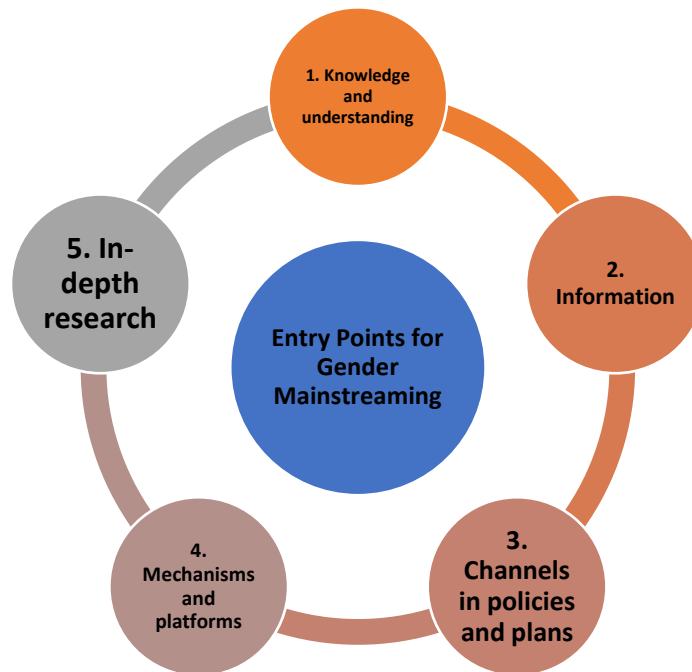 1. Knowledge
and
understanding
2.
Information
3.
Channels
in policies
and plans
4.
Mechanisms
and
platforms
5. In-
depth
research
Entry Points for
Gender
Mainstreaming